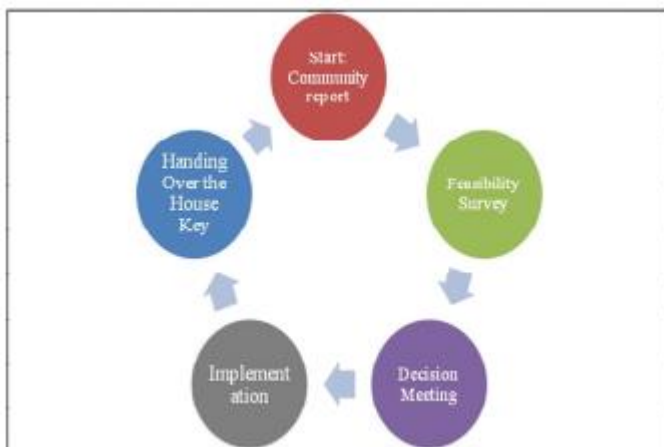 Start:
Community
report
Feasibility
Survey
Decision
Meeting
Implement
ation
Handing
Over the
House
Key